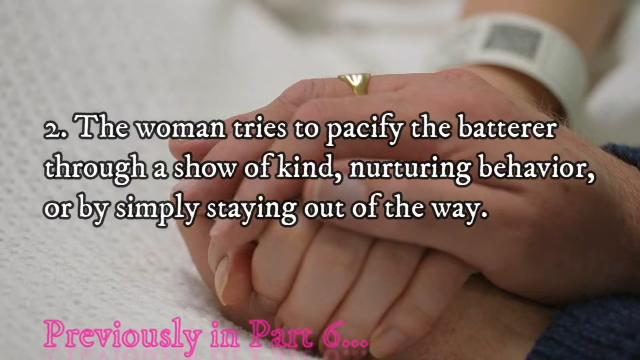 2. The woman tries to pacify the batterer
through a show of kind, nurturing behavior,
or by simply staying out of the way.
Previously in Part 6...